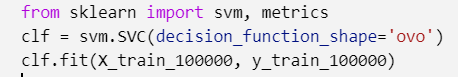 from sklearn import svm, metrics
clf = svm.SVC(decision_function_shape='ovo')
clf.fit(X_train_100000, y_train_100000)